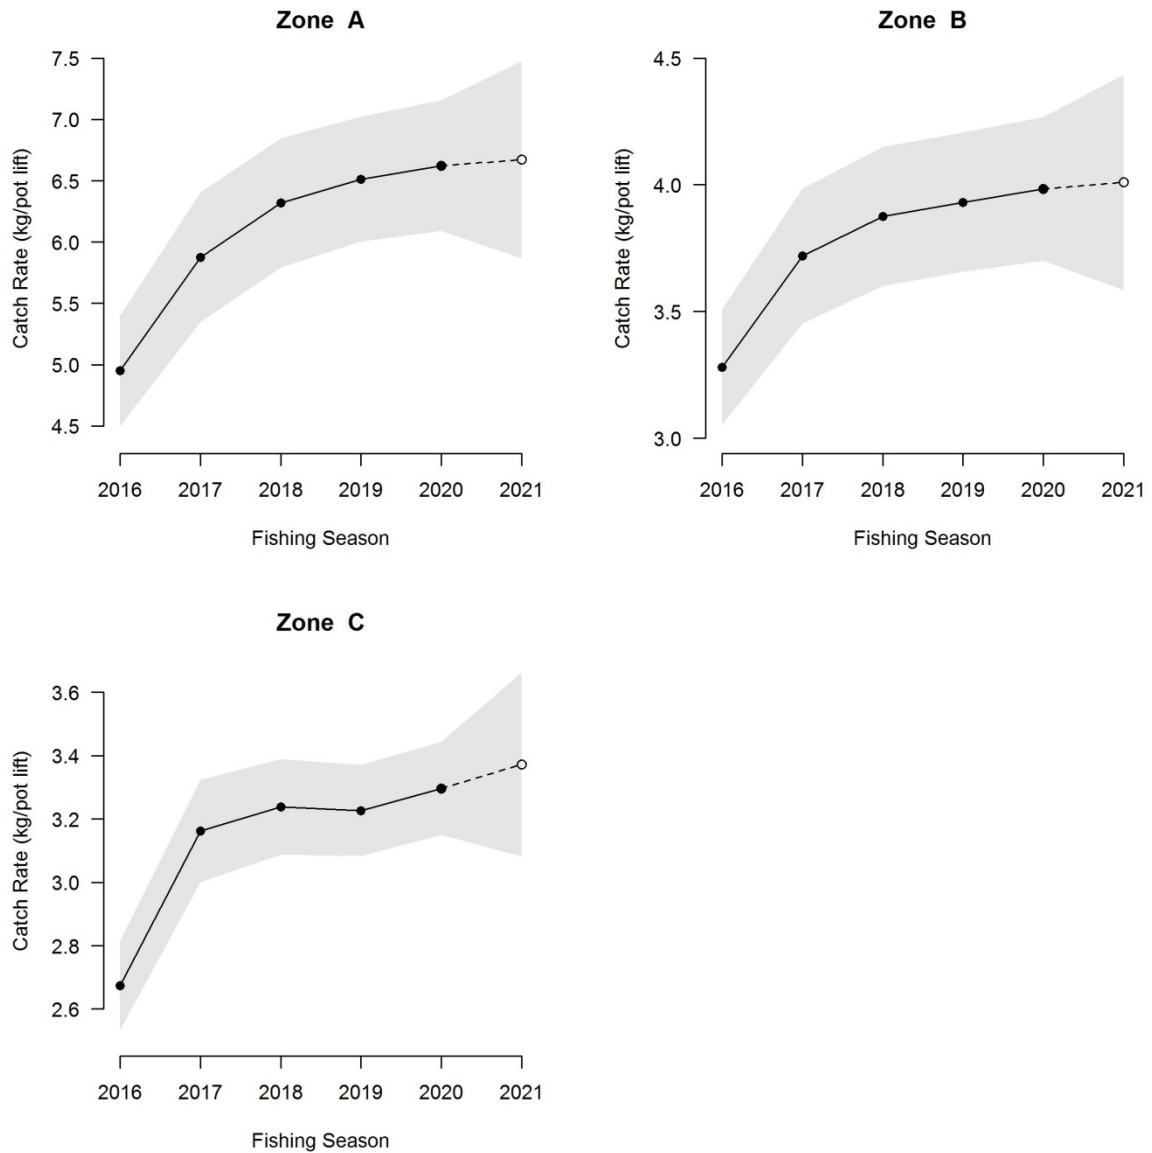 Zone A
Catch Rate (kg/pot lift)
7.5
7.0
6.5
6.0
5.5
5.0
4.5
2016 2017 2018 2019 2020 2021
Fishing Season
Zone B
Catch Rate (kg/pot lift)
4.5
4.0
3.5
3.0
2016 2017 2018 2019 2020 2021
Fishing Season
Zone C
Catch Rate (kg/pot lift)
3.6
3.4
3.2
3.0
2.8
2.6
2016 2017 2018 2019 2020 2021
Fishing Season